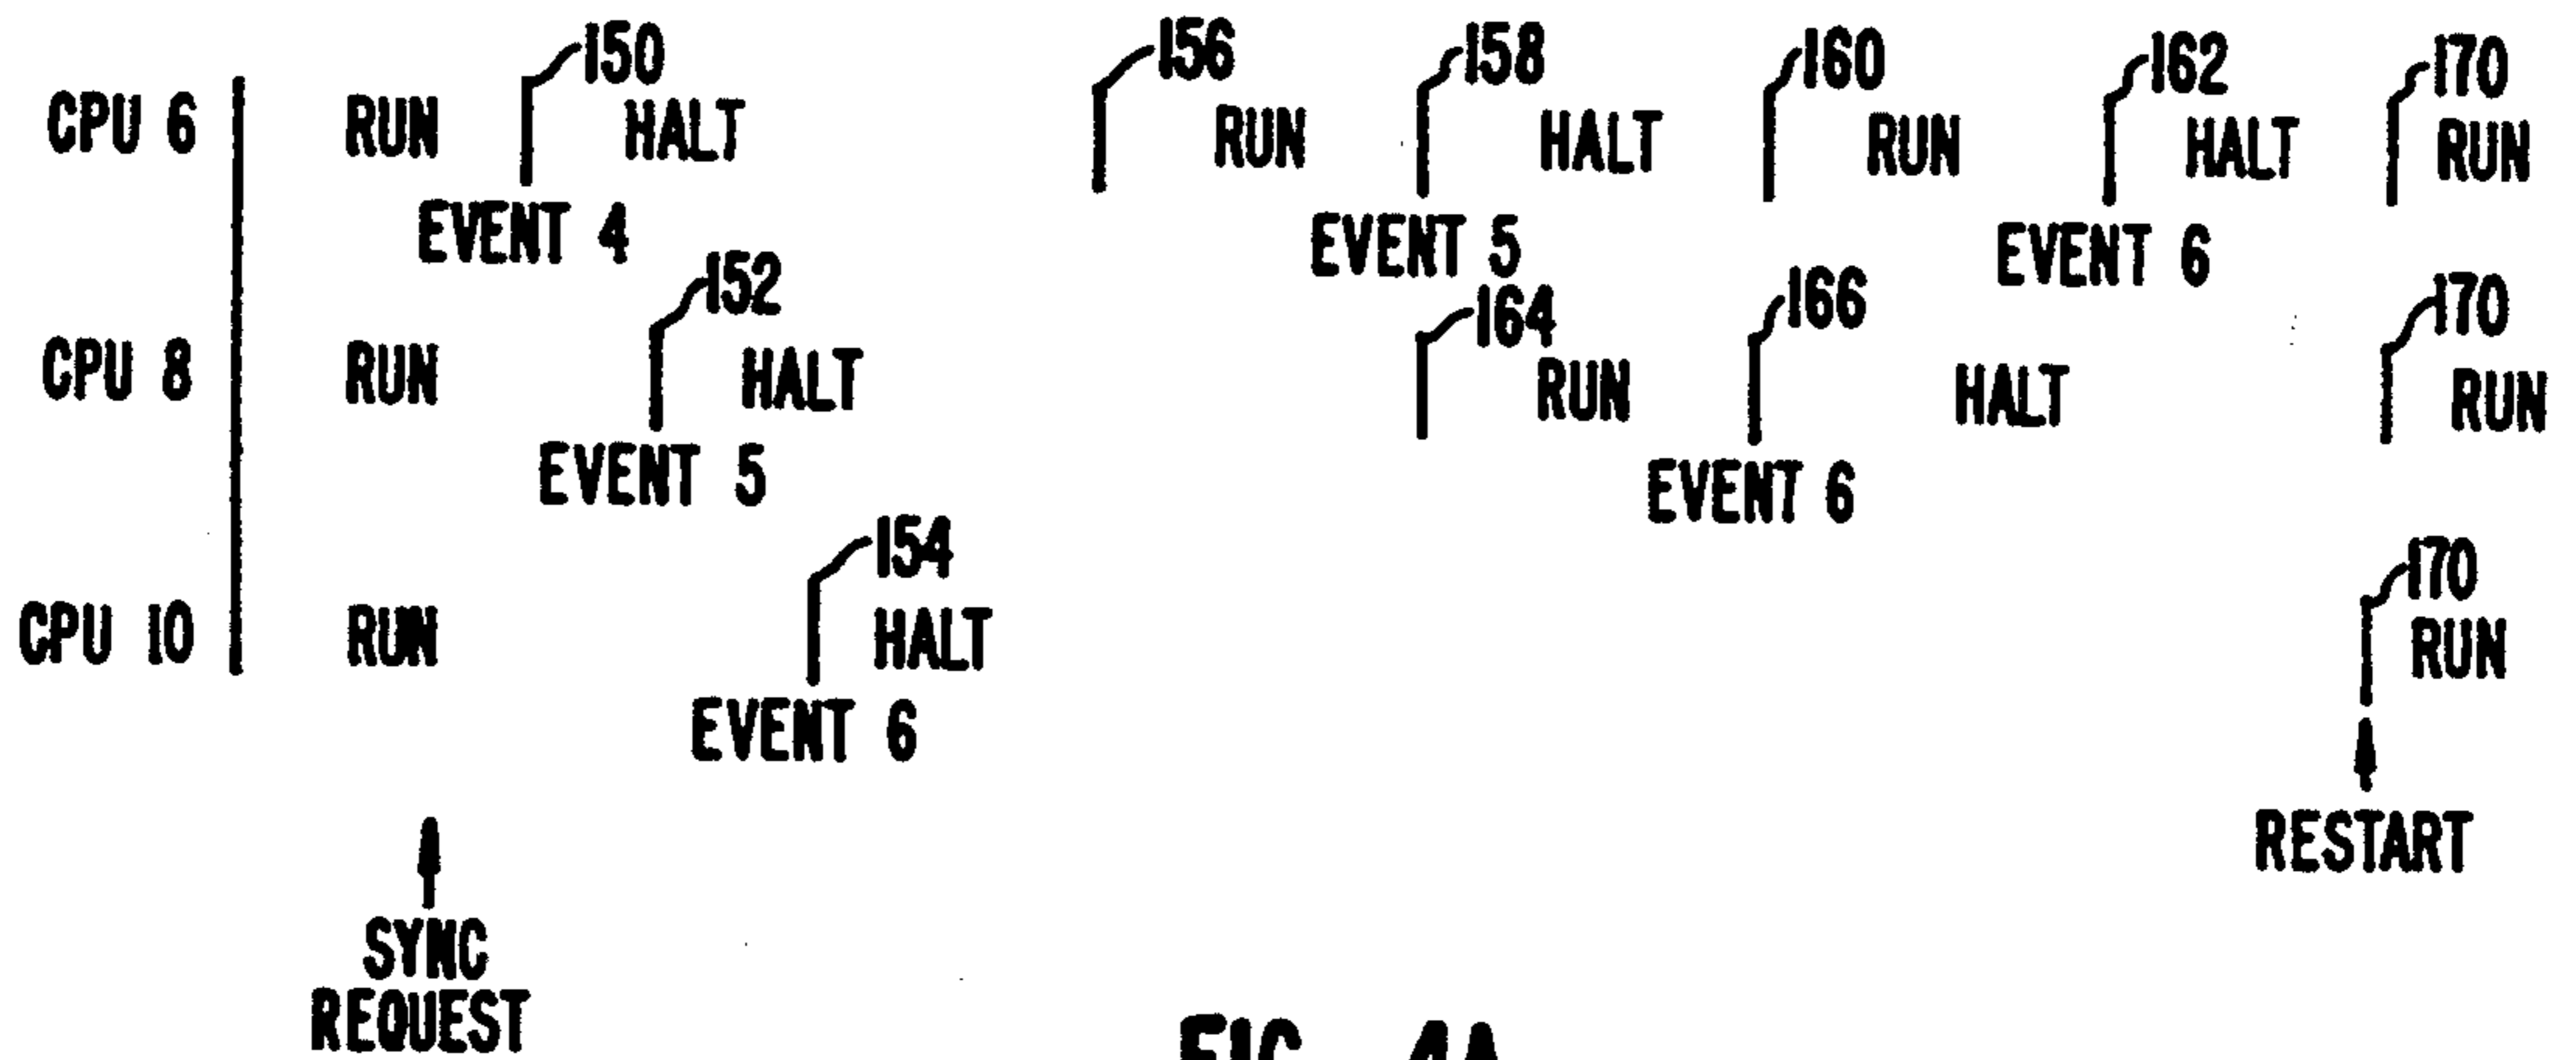 150 156 158 160 162 170
CPU 6 RUN HALT RUN HALT RUN HALT RUN
EVENT 4 EVENT 5 EVENT 6
152 164 166 170
CPU 8 RUN HALT RUN HALT RUN
EVENT 5 EVENT 6
154 170
CPU 10 RUN HALT RUN
EVENT 6
RESTART
SYNC
REQUEST
FIG. 4A